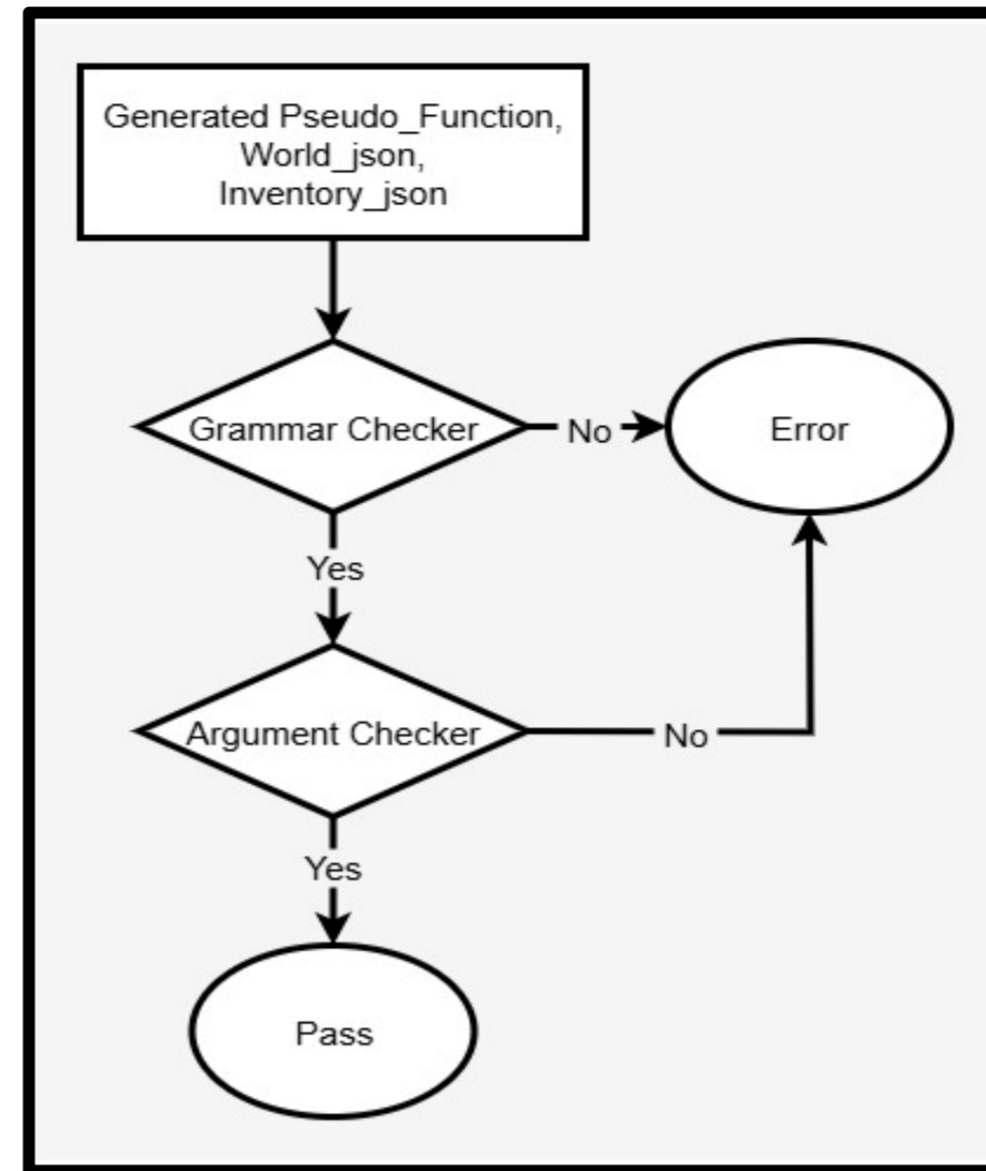 Generated Pseudo_Function,
World_json,
Inventory_json
Grammar Checker
No
Error
Yes
Argument Checker
No
Yes
Pass